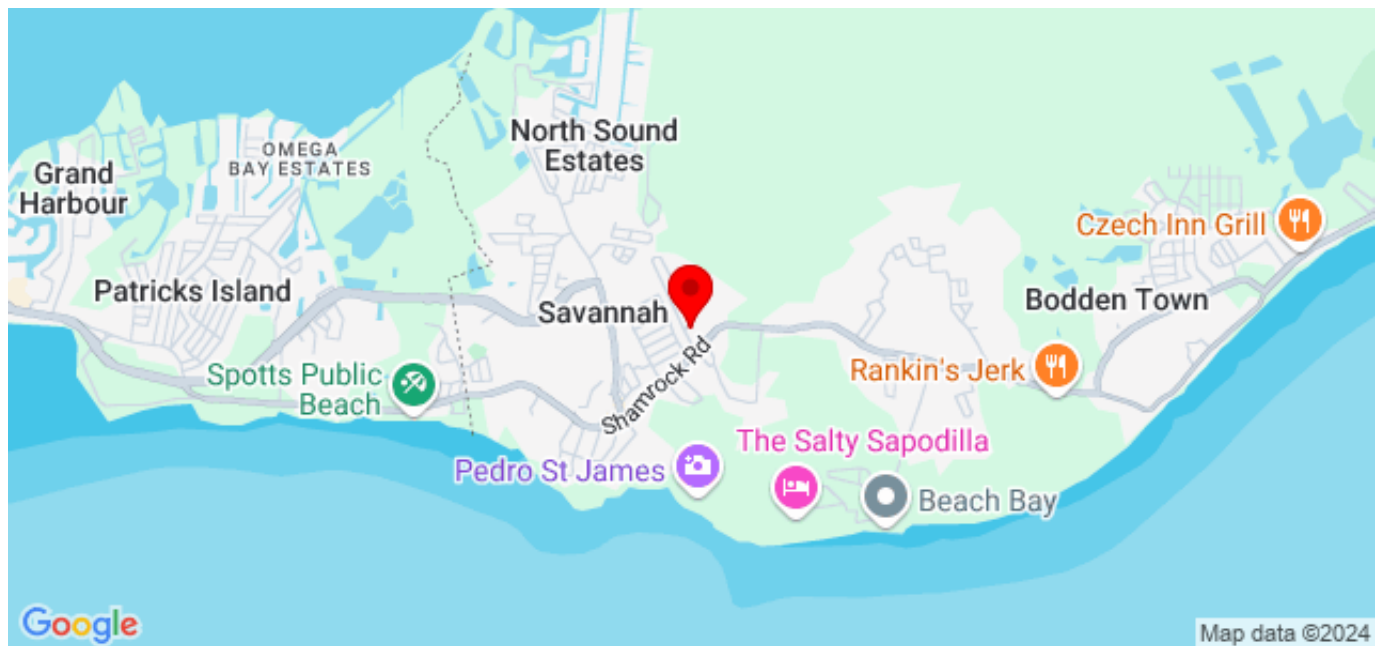 North Sound
Estates
OMEGA
BAY ESTATES
Grand
Harbour
Czech Inn Grill
Patricks Island
Savannah
Bodden Town
Shamrock Rd
Spotts Public
Beach
Rankin's Jerk
The Salty Sapodilla
Pedro St James
Beach Bay
Google
Map data ©2024